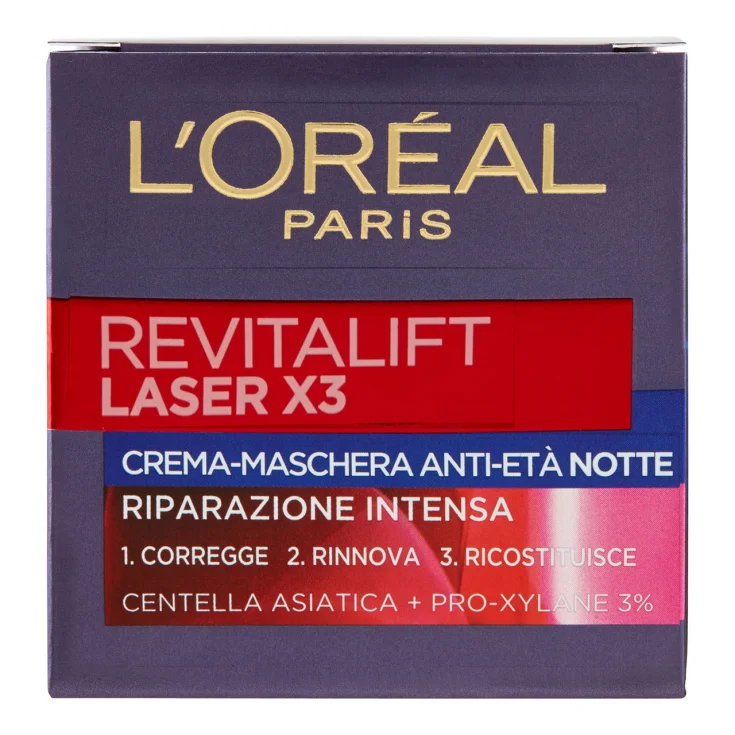 L'ORÉAL
PARiS
REVITALIFT
LASER X3
CREMA-MASCHERA ANTI-ETÀ NOTTE
RIPARAZIONE INTENSA
1. CORREGGE 2. RINNOVA 3. RICOSTITUISCE
CENTELLA ASIATICA + PRO-XYLANE 3%